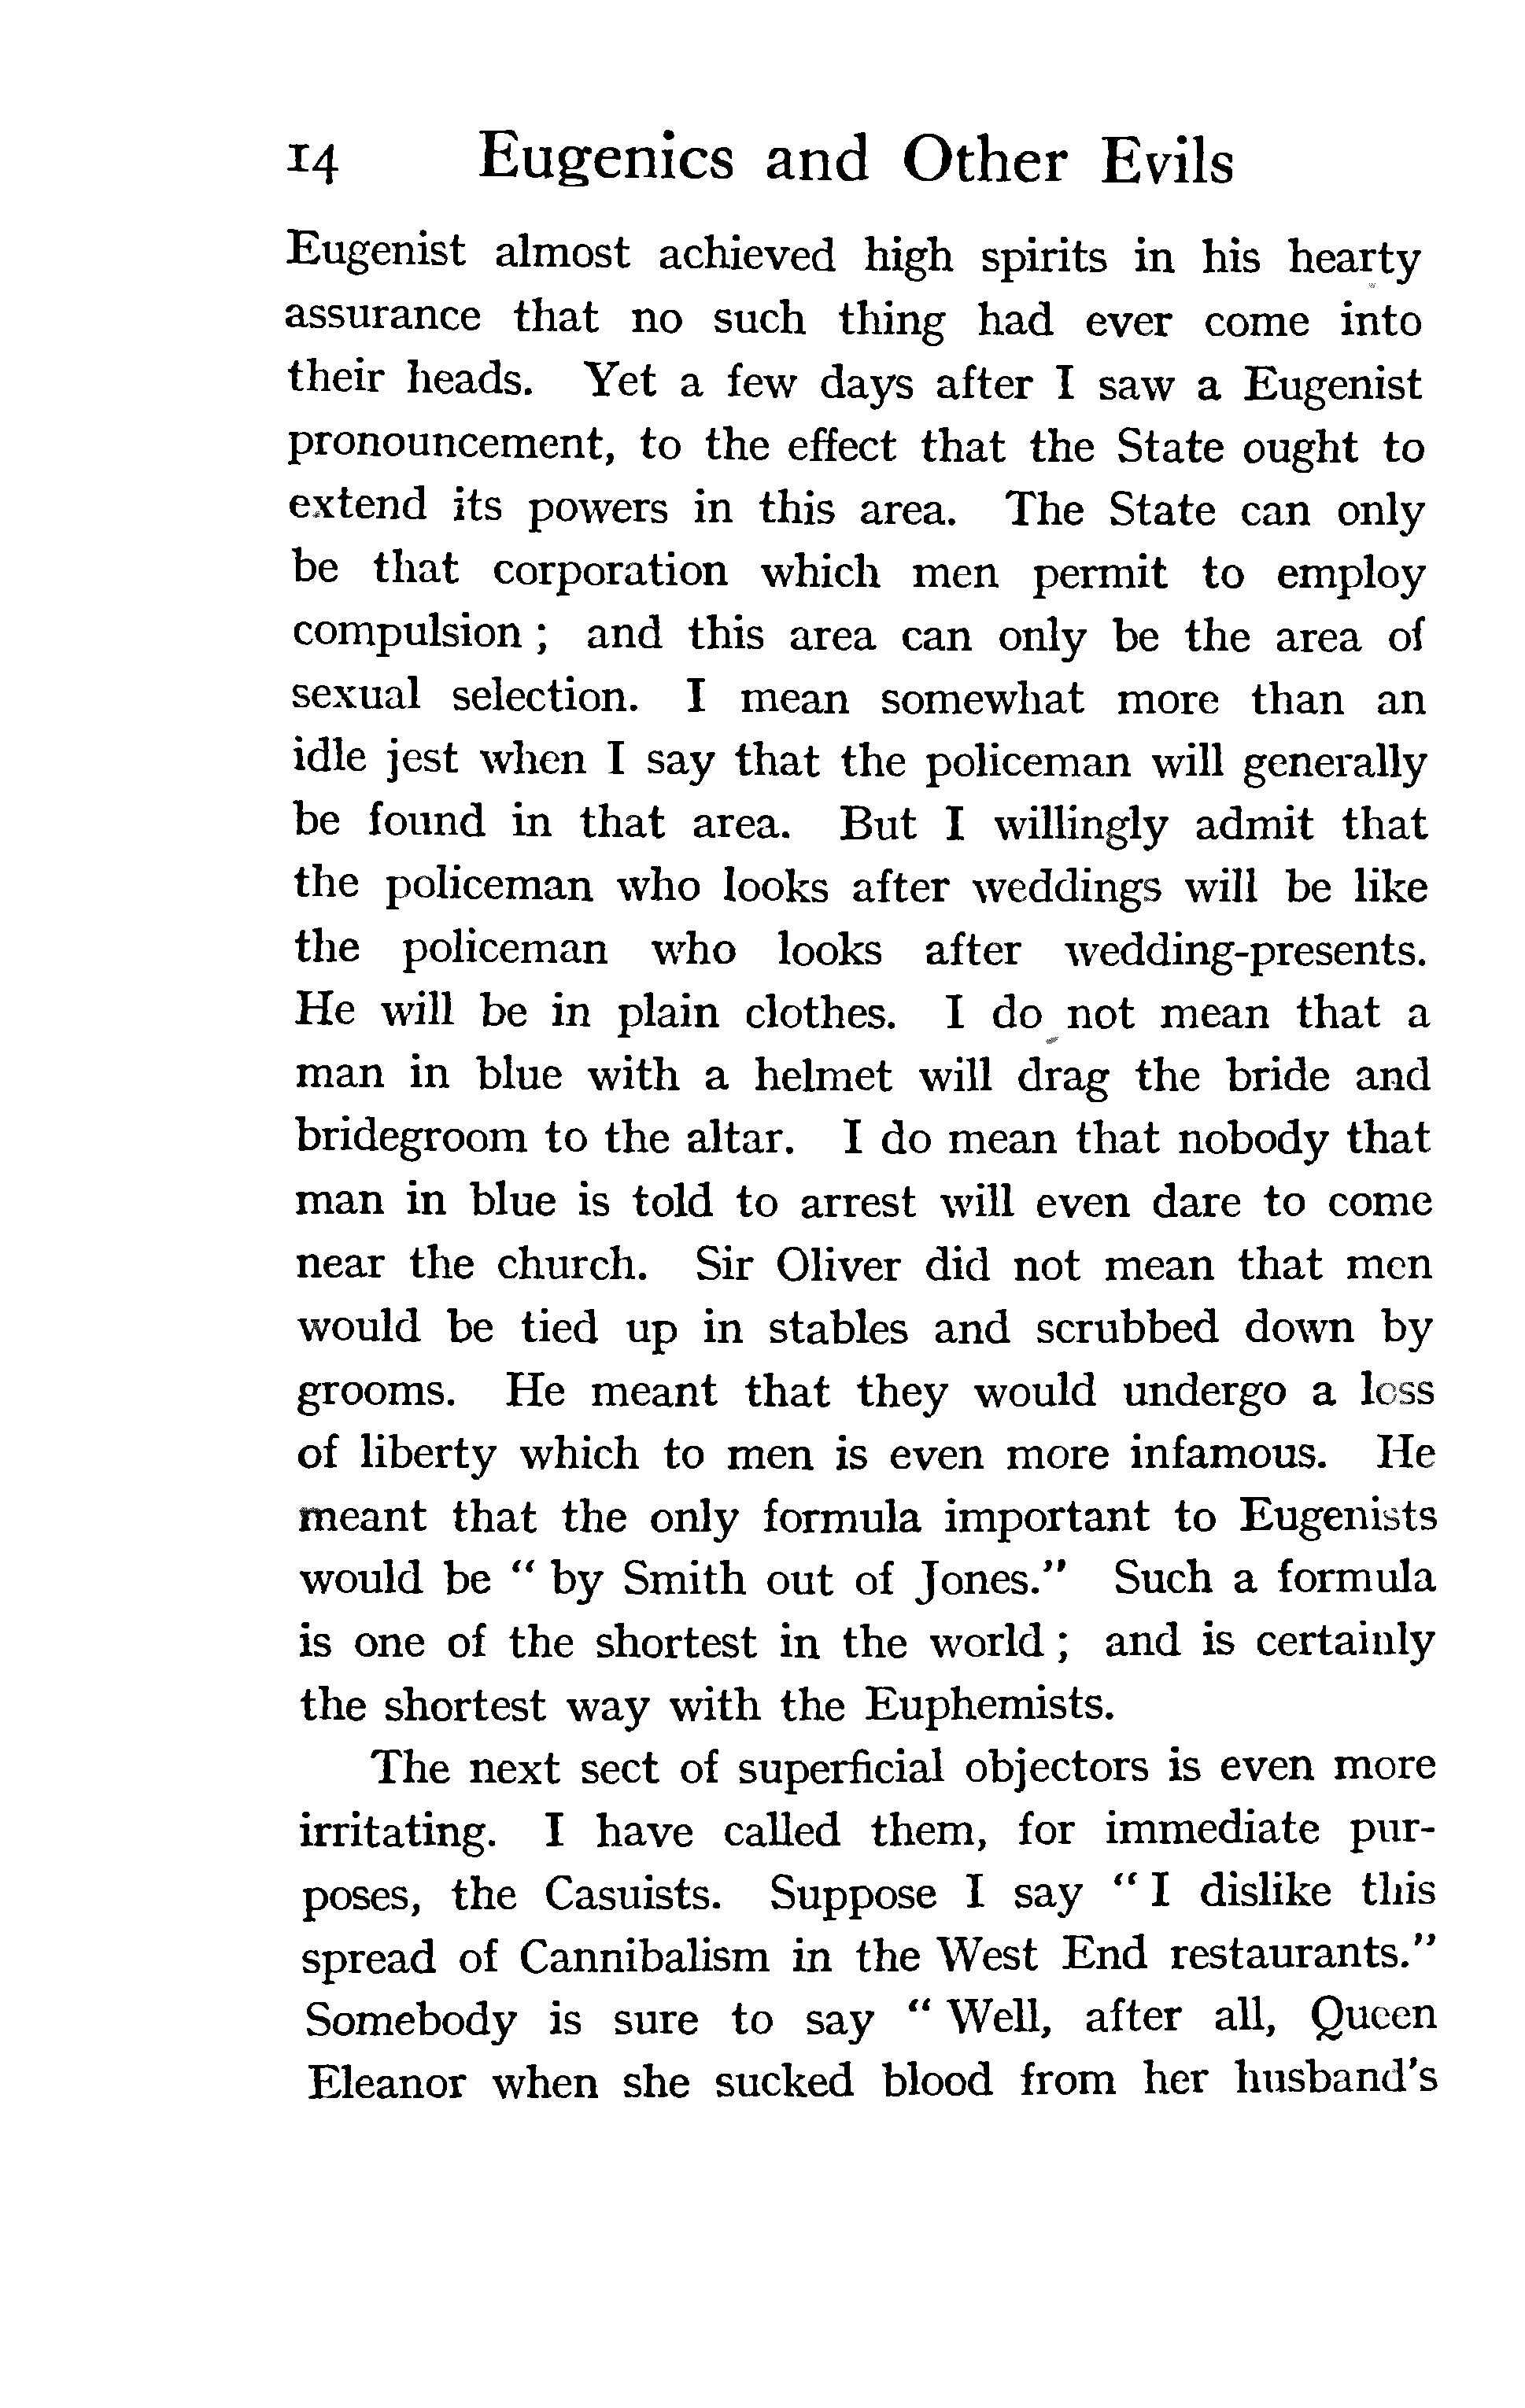 14 Eugenics and Other Evils
Eugenist almost achieved high spirits in his hearty
assurance that no such thing had ever come into
their heads. Yet a few days after I saw a Eugenist
pronouncement, to the effect that the State ought to
extend its powers in this area. The State can only
be that corporation which men permit to employ
compulsion ; and this area can only be the area of
sexual selection. I mean somewhat more than an
idle jest when I say that the policeman will generally
be found in that area. But I willingly admit that
the policeman who looks after weddings will be like
the policeman who looks after wedding-presents.
He will be in plain clothes. I do not mean that a
man in blue with a helmet will drag the bride and
bridegroom to the altar. I do mean that nobody that
man in blue is told to arrest will even dare to come
near the church. Sir Oliver did not mean that men
would be tied up in stables and scrubbed down by
grooms. He meant that they would undergo a loss
of liberty which to men is even more infamous. He
meant that the only formula important to Eugenists
would be “ by Smith out of Jones.” Such a formula
is one of the shortest in the world ; and is certainly
the shortest way with the Euphemists.
The next sect of superficial objectors is even more
irritating. I have called them, for immediate pur-
poses, the Casuists. Suppose I say “ I dislike this
spread of Cannibalism in the West End restaurants.”
Somebody is sure to say “ Well, after all, Queen
Eleanor when she sucked blood from her husband's